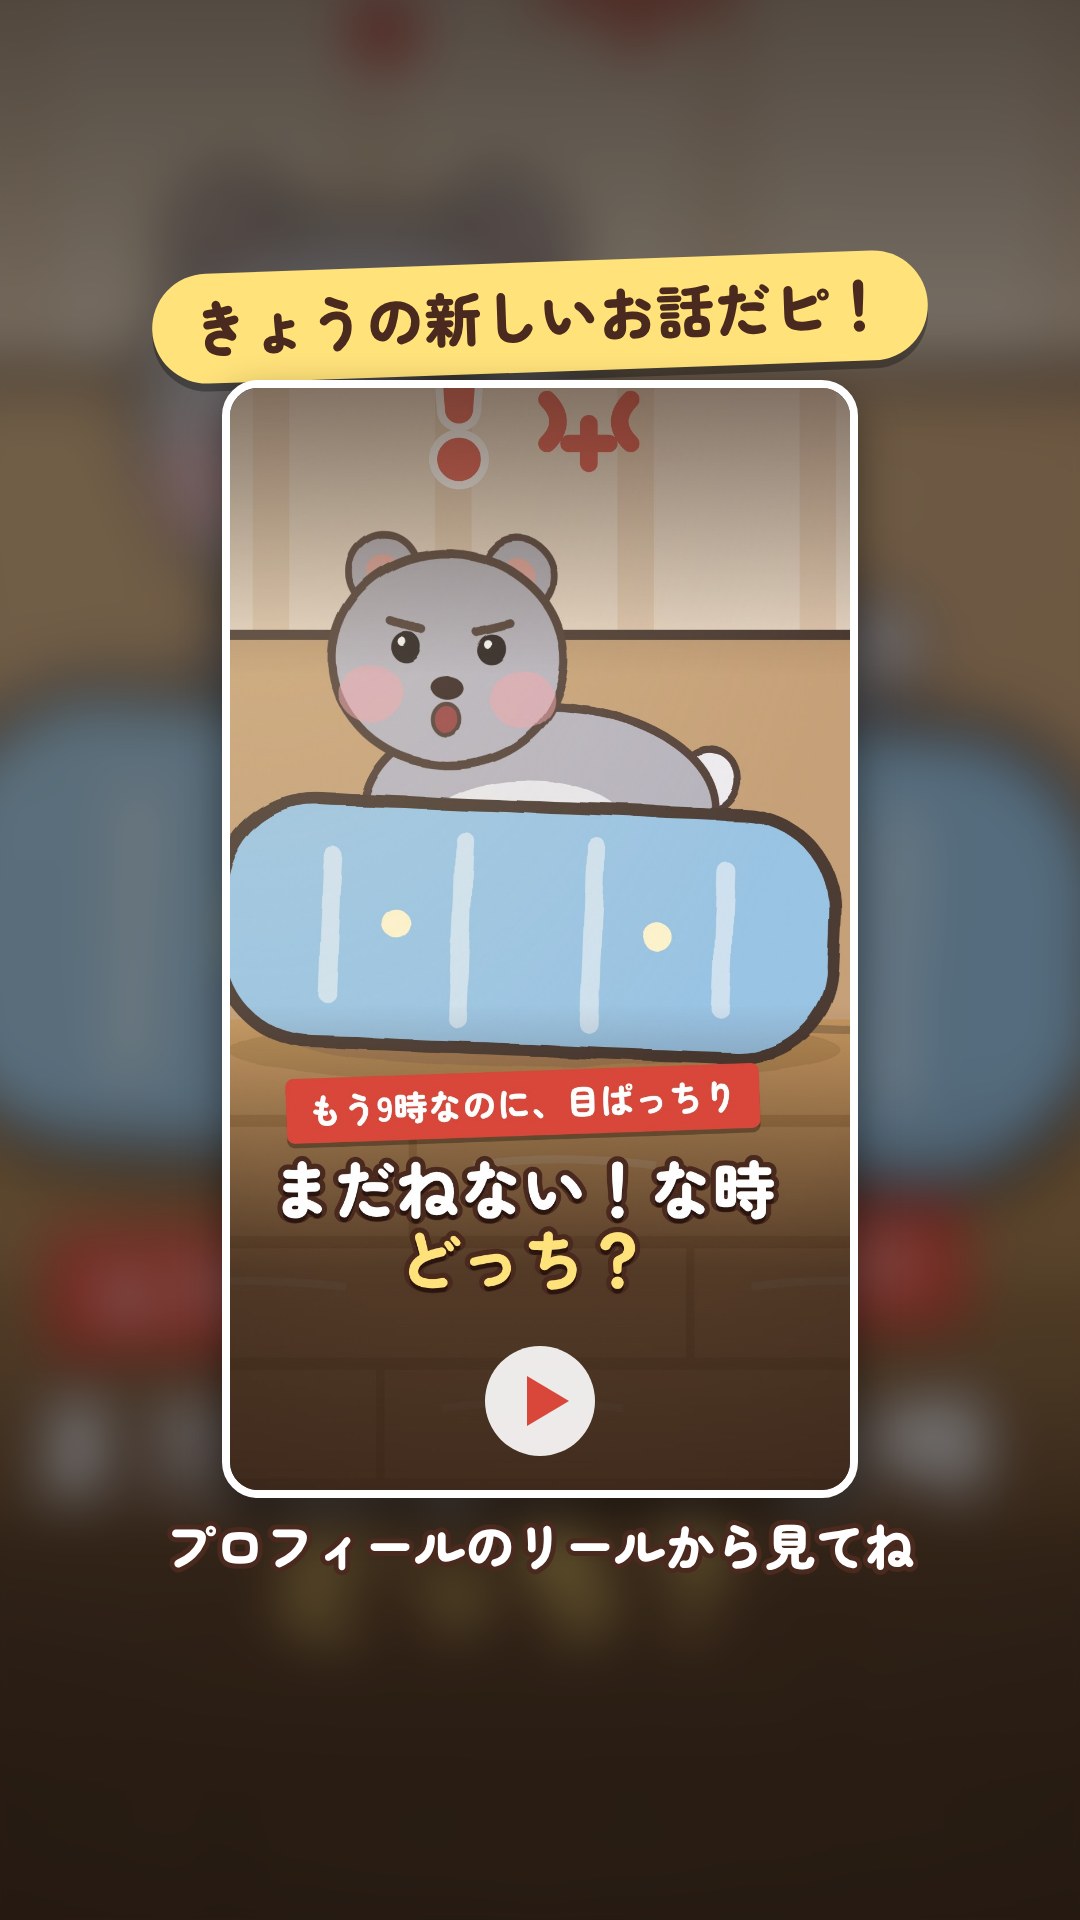 きょうの新しいお話だピ！
もう9時なのに、目ぱっちり
まだねない！な時
どっち？
プロフィールのリールから見てね